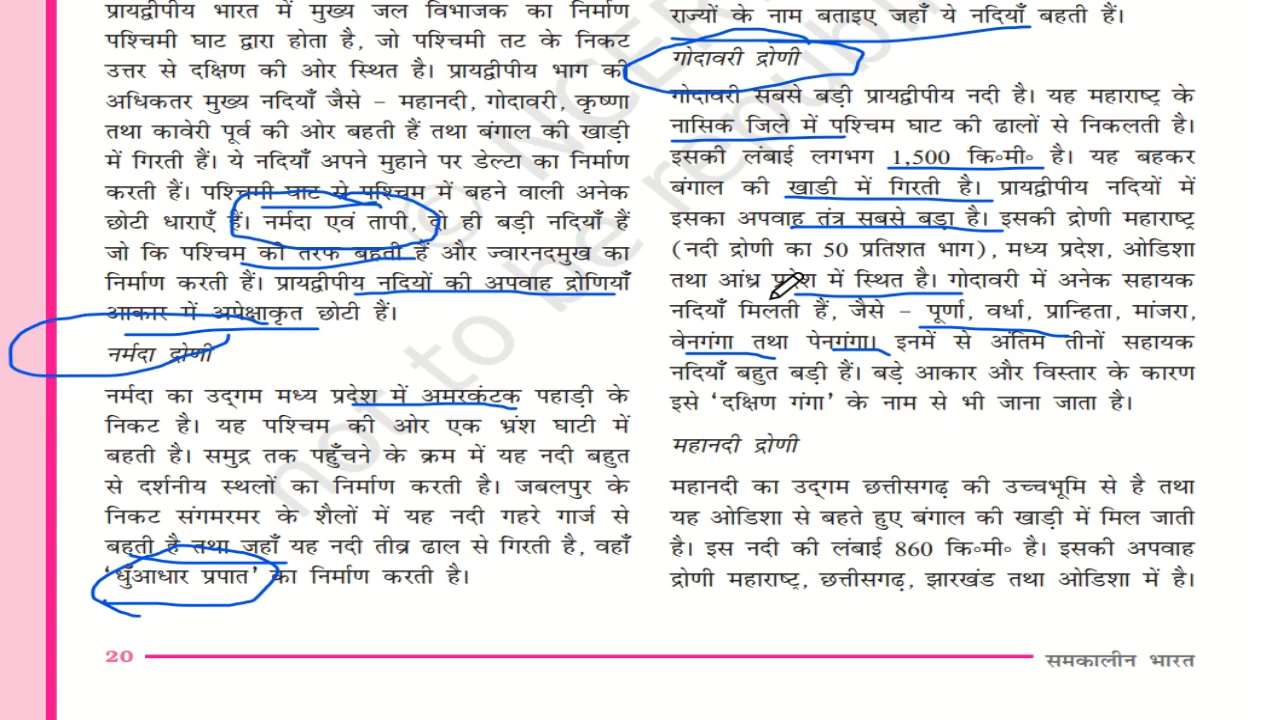 प्रायद्वीपीय भारत में मुख्य जल विभाजक का निर्माण
पश्चिमी घाट द्वारा होता है, जो पश्चिमी तट के निकट
उत्तर से दक्षिण की ओर स्थित है। प्रायद्वीपीय भाग की
अधिकतर मुख्य नदियाँ जैसे – महानदी, गोदावरी, कृष्णा
तथा कावेरी पूर्व की ओर बहती हैं तथा बंगाल की खाड़ी
में गिरती हैं। ये नदियाँ अपने मुहाने पर डेल्टा का निर्माण
करती हैं। पश्चिमी घाट से पश्चिम में बहने वाली अनेक
छोटी धाराएँ हैं। नर्मदा एवं तापी, दो ही बड़ी नदियाँ हैं
जो कि पश्चिम की तरफ बहती हैं और ज्वारनदमुख का
निर्माण करती हैं। प्रायद्वीपीय नदियों की अपवाह द्रोणियाँ
आकार में अपेक्षाकृत छोटी हैं।
नर्मदा द्रोणी
नर्मदा का उद्गम मध्य प्रदेश में अमरकंटक पहाड़ी के
निकट है। यह पश्चिम की ओर एक भ्रंश घाटी में
बहती है। समुद्र तक पहुँचने के क्रम में यह नदी बहुत
से दर्शनीय स्थलों का निर्माण करती है। जबलपुर के
निकट संगमरमर के शैलों में यह नदी गहरे गार्ज से
बहती है तथा जहाँ यह नदी तीव्र ढाल से गिरती है, वहाँ
‘धुँआधार प्रपात’ का निर्माण करती है।
राज्यों के नाम बताइए जहाँ ये नदियाँ बहती हैं।
गोदावरी द्रोणी
गोदावरी सबसे बड़ी प्रायद्वीपीय नदी है। यह महाराष्ट्र के
नासिक जिले में पश्चिम घाट की ढालों से निकलती है।
इसकी लंबाई लगभग 1,500 कि॰मी॰ है। यह बहकर
बंगाल की खाड़ी में गिरती है। प्रायद्वीपीय नदियों में
इसका अपवाह तंत्र सबसे बड़ा है। इसकी द्रोणी महाराष्ट्र
(नदी द्रोणी का 50 प्रतिशत भाग), मध्य प्रदेश, ओडिशा
तथा आंध्र प्रदेश में स्थित है। गोदावरी में अनेक सहायक
नदियाँ मिलती हैं, जैसे – पूर्णा, वर्धा, प्रान्हिता, मांजरा,
वेनगंगा तथा पेनगंगा। इनमें से अंतिम तीनों सहायक
नदियाँ बहुत बड़ी हैं। बड़े आकार और विस्तार के कारण
इसे ‘दक्षिण गंगा’ के नाम से भी जाना जाता है।
महानदी द्रोणी
महानदी का उद्गम छत्तीसगढ़ की उच्चभूमि से है तथा
यह ओडिशा से बहते हुए बंगाल की खाड़ी में मिल जाती
है। इस नदी की लंबाई 860 कि॰मी॰ है। इसकी अपवाह
द्रोणी महाराष्ट्र, छत्तीसगढ़, झारखंड तथा ओडिशा में है।
20
समकालीन भारत